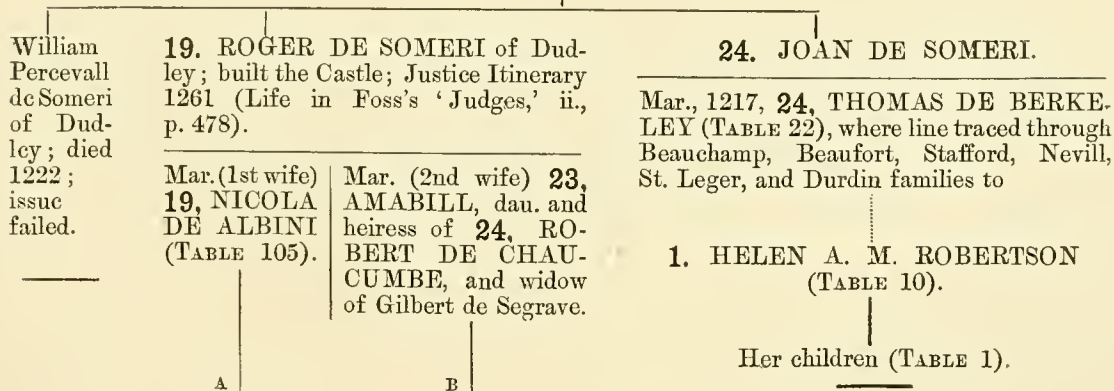 William
Percevall
de Someri
of Dud-
ley; died
1222;
issue
failed.
19. ROGER DE SOMERI of Dud-
ley; built the Castle; Justice Itinerary
1261 (Life in Foss's ‘Judges,’ ii.,
p. 478).
Mar. (1st wife)
19, NICOLA
DE ALBINI
(TABLE 105).
A
Mar. (2nd wife) 23,
AMABILL, dau. and
heiress of 24, RO-
BERT DE CHAU-
CUMBE, and widow
of Gilbert de Segrave.
B
24. JOAN DE SOMERI.
Mar., 1217, 24, THOMAS DE BERKE-
LEY (TABLE 22), where line traced through
Beauchamp, Beaufort, Stafford, Nevill,
St. Leger, and Durdin families to
1. HELEN A. M. ROBERTSON
(TABLE 10).
Her children (TABLE 1).